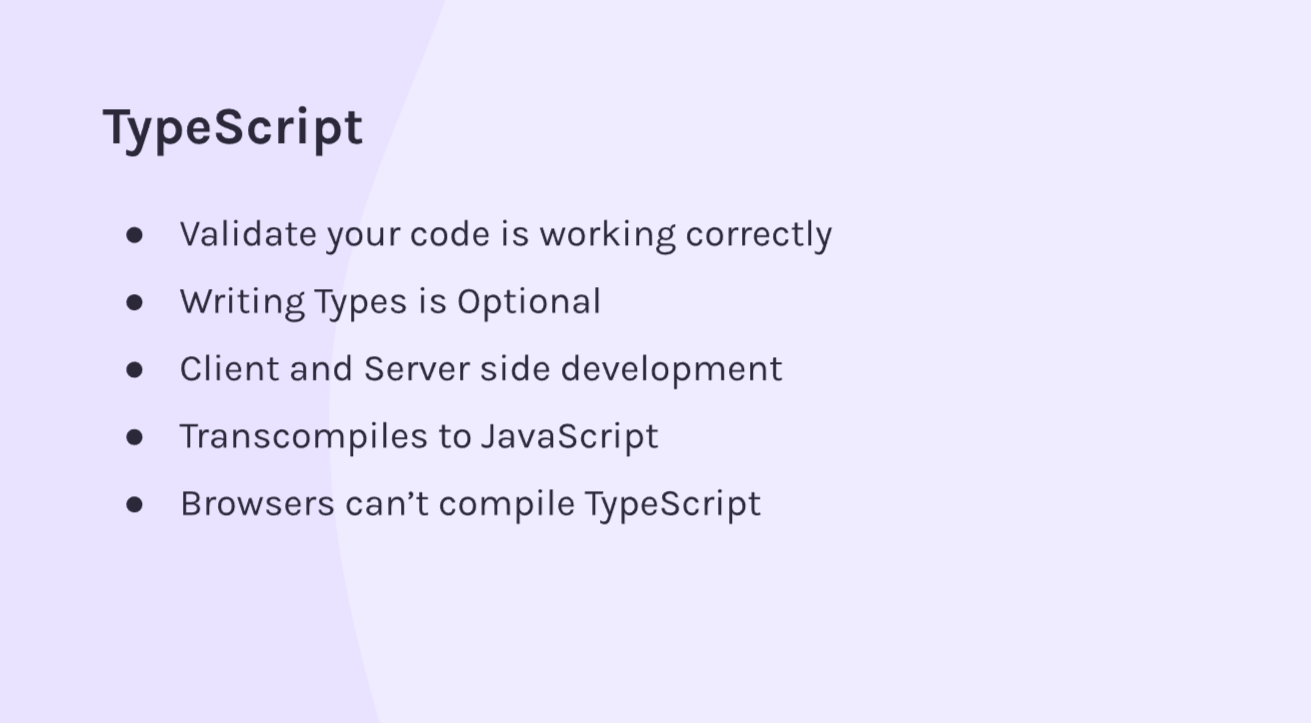 TypeScript
● Validate your code is working correctly
● Writing Types is Optional
● Client and Server side development
● Transcompiles to JavaScript
● Browsers can’t compile TypeScript